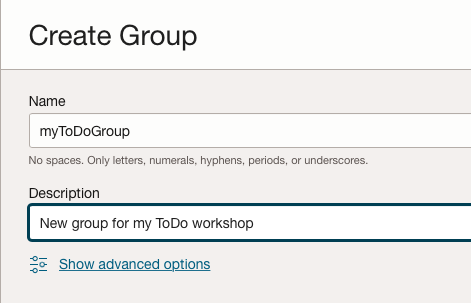 Create Group
Name
myToDoGroup
No spaces. Only letters, numerals, hyphens, periods, or underscores.
Description
New group for my ToDo workshop
Show advanced options